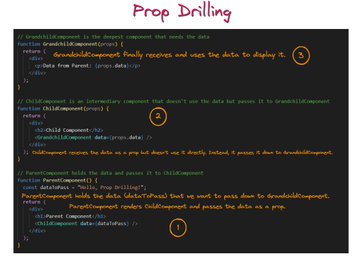 Prop Drilling
// GrandchildComponent is the deepest component that needs the data
function GrandchildComponent(props) {
GrandchildComponent finally receives and uses the data to display it. 3
return (
<div>
<p>Data from Parent: {props.data}</p>
</div>
);
}
// ChildComponent is an intermediary component that doesn't use the data but passes it to GrandchildComponent
function ChildComponent(props) {
return ( 2
<div>
<h2>Child Component</h2>
<GrandchildComponent data={props.data} />
</div> ChildComponent receives the data as a prop but doesn't use it directly. Instead, it passes it down to GrandchildComponent.
);
}
// ParentComponent holds the data and passes it to ChildComponent
function ParentComponent() {
const dataToPass = "Hello, Prop Drilling!";
ParentComponent holds the data (dataToPass) that we want to pass down to GrandchildComponent.
return (
ParentComponent renders ChildComponent and passes the data as a prop.
<div>
<h1>Parent Component</h1>
<ChildComponent data={dataToPass} />
</div> 1
);
}